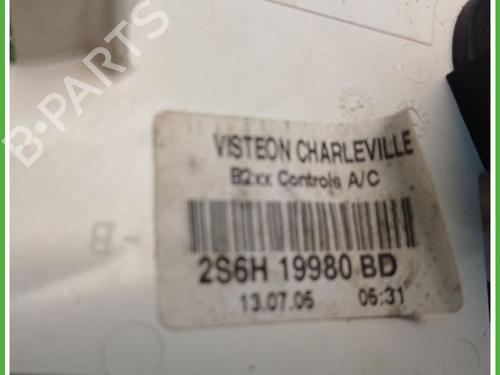 B-PARTS
VISTEON CHARLEVILLE
B2xx Controls A/C
2S6H 19980 BD
13.07.05 05:31
- B